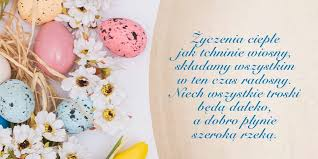 Życzenia ciepłe
jak tchnienie wiosny,
składamy wszystkim
w ten czas radosny.
Niech wszystkie troski
będą daleko,
a dobro płynie
szeroką rzeką.